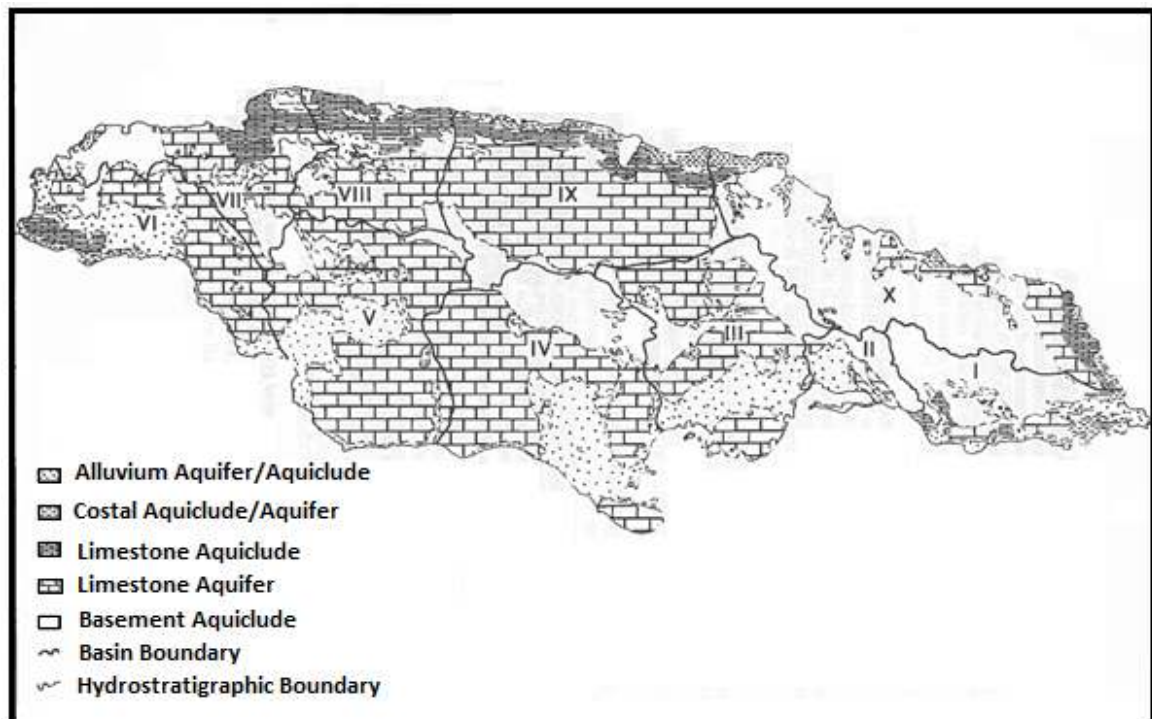 IX
VIII
VII
VI
X
V
III
IV
II
I
Alluvium Aquifer/Aquiclude
Costal Aquiclude/Aquifer
Limestone Aquiclude
Limestone Aquifer
Basement Aquiclude
Basin Boundary
Hydrostratigraphic Boundary